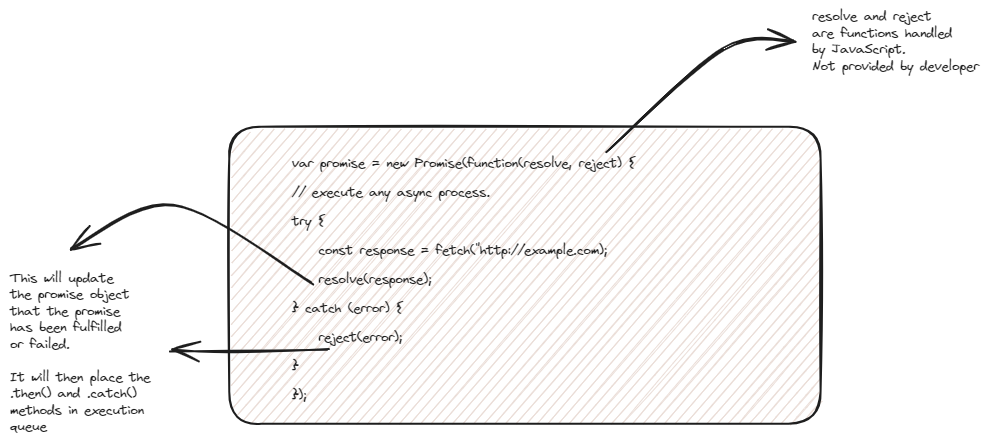 resolve and reject
are functions handled
by JavaScript.
Not provided by developer
var promise = new Promise(function(resolve, reject) {
// execute any async process.
try {
const response = fetch("http://example.com);
resolve(response);
} catch (error) {
reject(error);
}
});
This will update
the promise object
that the promise
has been fulfilled
or failed.
It will then place the
.then() and .catch()
methods in execution
queue